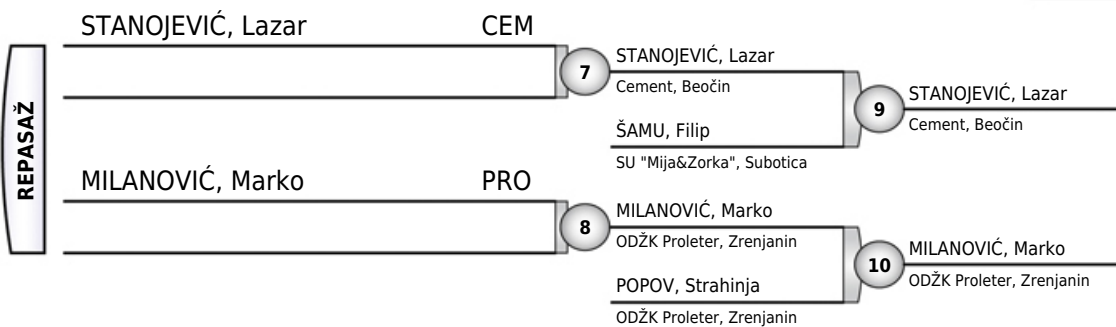 REPASAŽ
STANOJEVIĆ, Lazar CEM
7
STANOJEVIĆ, Lazar
Cement, Beočin
ŠAMU, Filip
SU "Mija&Zorka", Subotica
9
STANOJEVIĆ, Lazar
Cement, Beočin
MILANOVIĆ, Marko PRO
8
MILANOVIĆ, Marko
ODŽK Proleter, Zrenjanin
POPOV, Strahinja
ODŽK Proleter, Zrenjanin
10
MILANOVIĆ, Marko
ODŽK Proleter, Zrenjanin